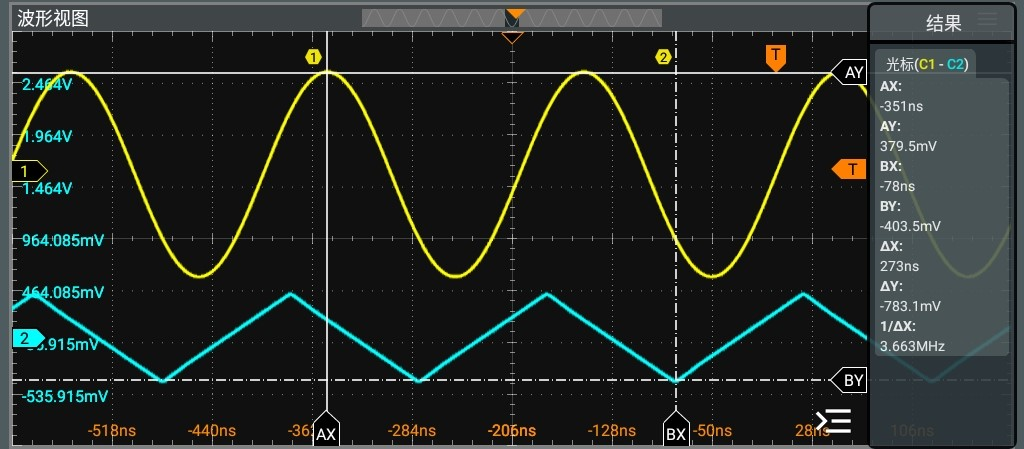 波形视图
结果
1
2
T
2.464V
AY
光标(C1 - C2)
AX:
-351ns
AY:
379.5mV
BX:
-78ns
BY:
-403.5mV
ΔX:
273ns
ΔY:
-783.1mV
1/ΔX:
3.663MHz
1.964V
1
T
1.464V
964.085mV
464.085mV
2
BY
-535.915mV
-518ns
-440ns
AX
-284ns
-206ns
-128ns
BX
-50ns
28ns
106ns